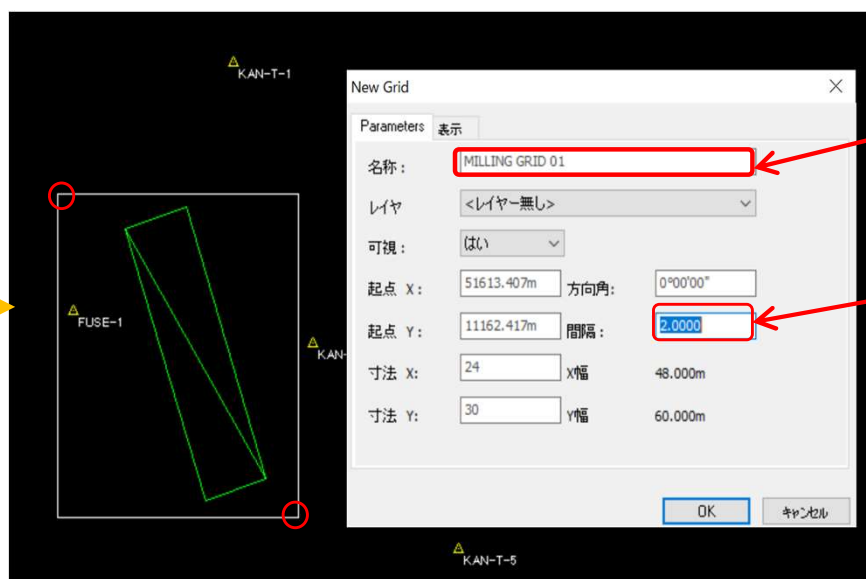 KAN-T-1
New Grid
Parameters 表示
名称 : MILLING GRID 01
レイヤ <レイヤー無し>
可視 : はい
起点 X : 51613.407m 方向角: 0°00'00"
起点 Y : 11162.417m 間隔 : 2.0000
寸法 X: 24 X幅 48.000m
寸法 Y: 30 Y幅 60.000m
OK キャンセル
FUSE-1
KAN-
KAN-T-5